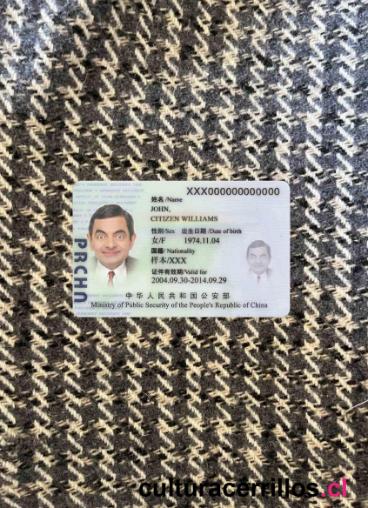 XXX000000000000
姓名 /Name
JOHN,
CITIZEN WILLIAMS
性别/Sex 出生日期 /Date of birth
女/F 1974.11.04
国籍/ Nationality
样本/XXX
证件有效期/Valid for
2004.09.30-2014.09.29
PRCHN
中华人民共和国公安部
Ministry of Public Security of the People's Republic of China
culturacerrillos.cl